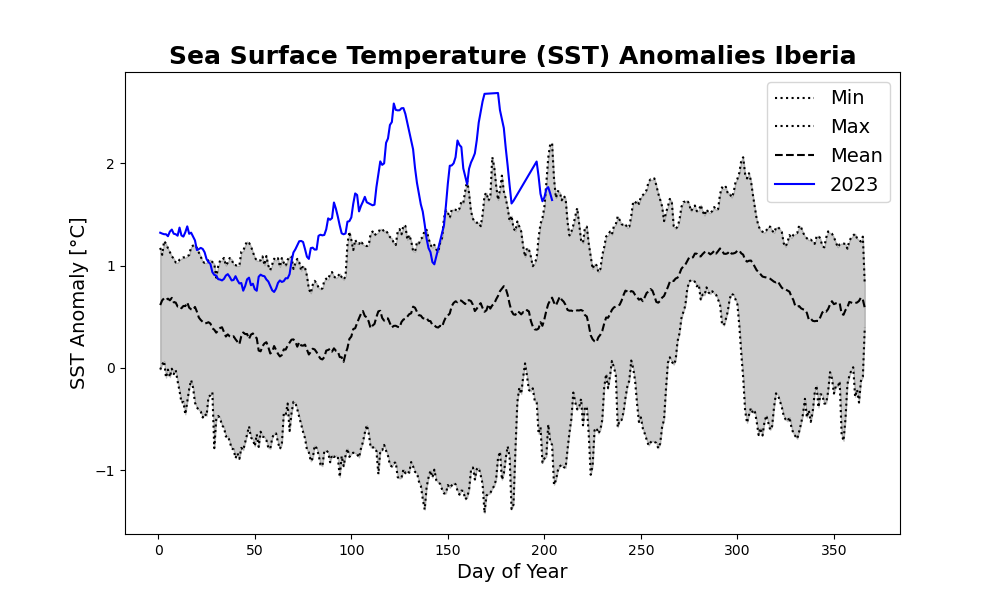 Sea Surface Temperature (SST) Anomalies Iberia
Min
Max
Mean
2023
SST Anomaly [°C]
2
1
0
−1
0 50 100 150 200 250 300 350
Day of Year